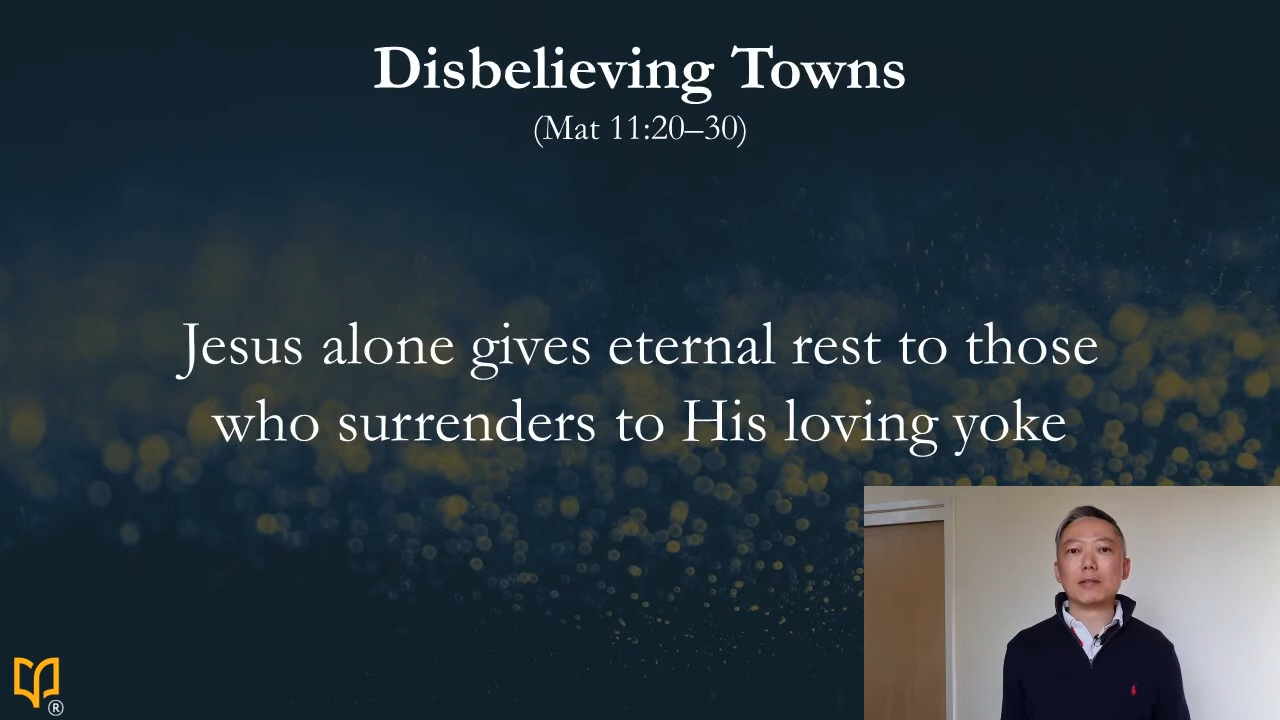 Disbelieving Towns
(Mat 11:20–30)
Jesus alone gives eternal rest to those
who surrenders to His loving yoke
®